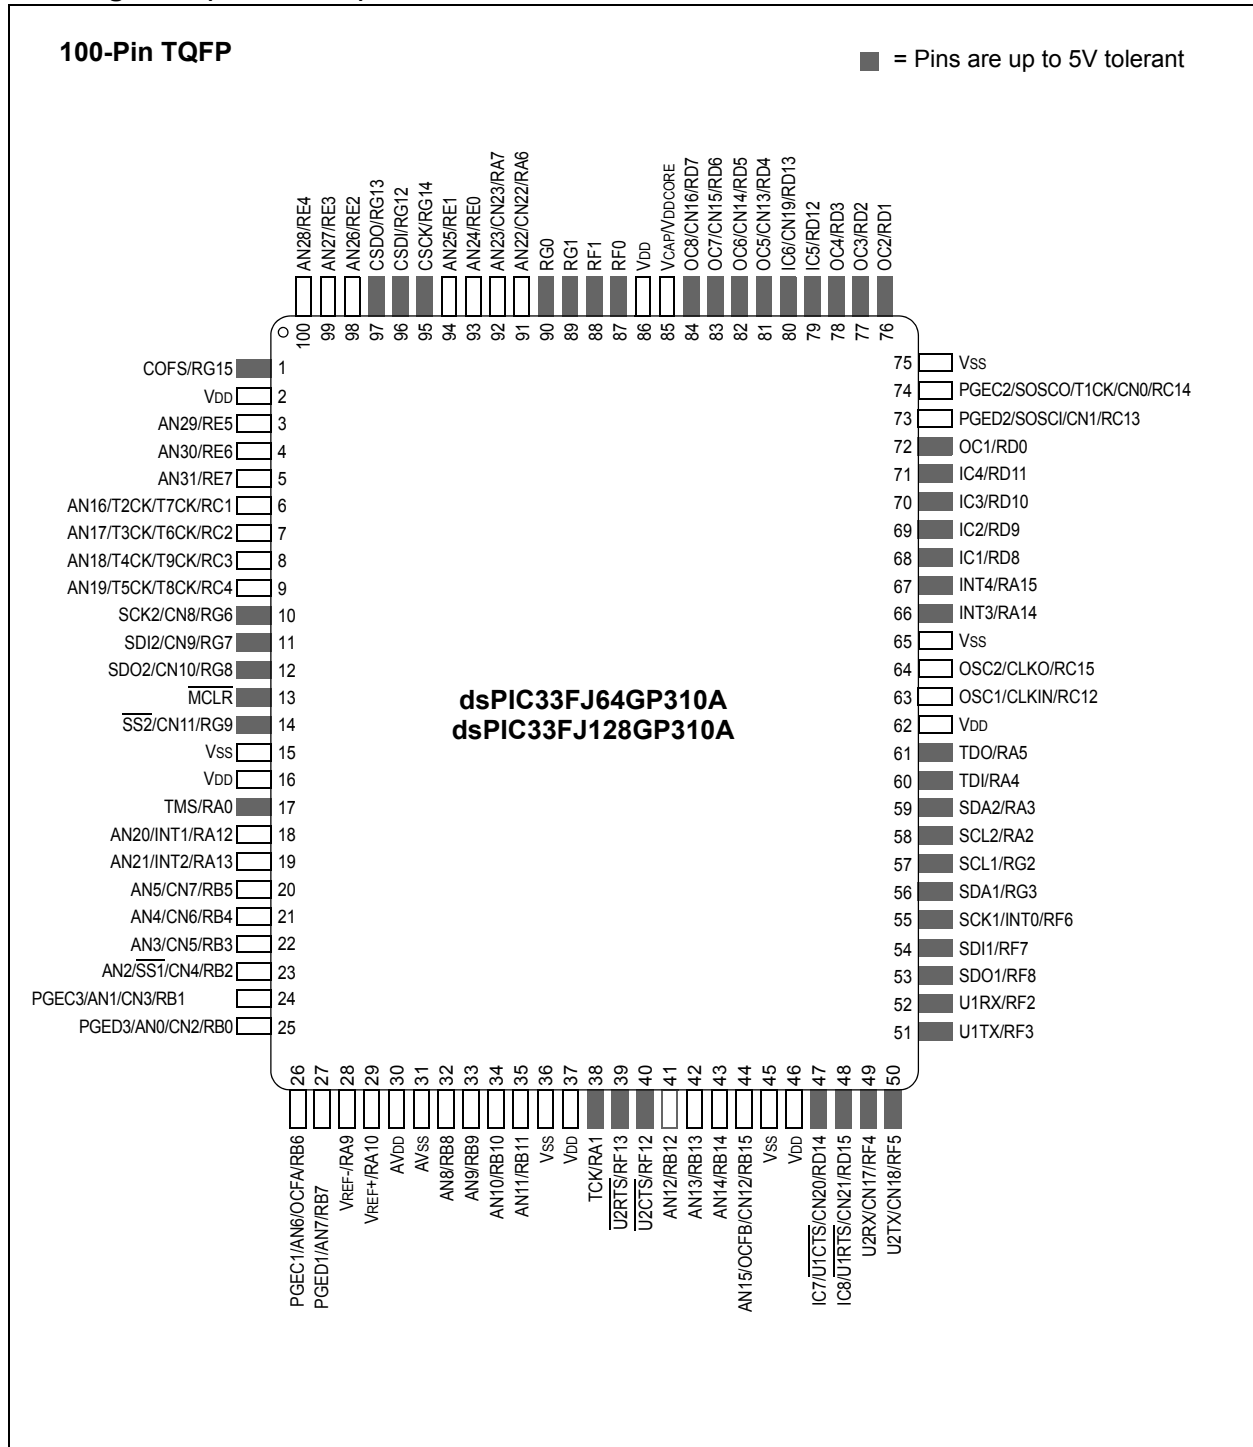 100-Pin TQFP
= Pins are up to 5V tolerant
AN28/RE4
AN27/RE3
AN26/RE2
CSDO/RG13
CSDI/RG12
CSCK/RG14
AN25/RE1
AN24/RE0
AN23/CN23/RA7
AN22/CN22/RA6
RG0
RG1
RF1
RF0
VDD
VCAP/VDDCORE
OC8/CN16/RD7
OC7/CN15/RD6
OC6/CN14/RD5
OC5/CN13/RD4
IC6/CN19/RD13
IC5/RD12
OC4/RD3
OC3/RD2
OC2/RD1
100
99
98
97
96
95
94
93
92
91
90
89
88
87
86
85
84
83
82
81
80
79
78
77
76
COFS/RG15 1
VDD 2
AN29/RE5 3
AN30/RE6 4
AN31/RE7 5
AN16/T2CK/T7CK/RC1 6
AN17/T3CK/T6CK/RC2 7
AN18/T4CK/T9CK/RC3 8
AN19/T5CK/T8CK/RC4 9
SCK2/CN8/RG6 10
SDI2/CN9/RG7 11
SDO2/CN10/RG8 12
MCLR 13
SS2/CN11/RG9 14
VSS 15
VDD 16
TMS/RA0 17
AN20/INT1/RA12 18
AN21/INT2/RA13 19
AN5/CN7/RB5 20
AN4/CN6/RB4 21
AN3/CN5/RB3 22
AN2/SS1/CN4/RB2 23
PGEC3/AN1/CN3/RB1 24
PGED3/AN0/CN2/RB0 25
dsPIC33FJ64GP310A
dsPIC33FJ128GP310A
75 VSS
74 PGEC2/SOSCO/T1CK/CN0/RC14
73 PGED2/SOSCI/CN1/RC13
72 OC1/RD0
71 IC4/RD11
70 IC3/RD10
69 IC2/RD9
68 IC1/RD8
67 INT4/RA15
66 INT3/RA14
65 VSS
64 OSC2/CLKO/RC15
63 OSC1/CLKIN/RC12
62 VDD
61 TDO/RA5
60 TDI/RA4
59 SDA2/RA3
58 SCL2/RA2
57 SCL1/RG2
56 SDA1/RG3
55 SCK1/INT0/RF6
54 SDI1/RF7
53 SDO1/RF8
52 U1RX/RF2
51 U1TX/RF3
26
27
28
29
30
31
32
33
34
35
36
37
38
39
40
41
42
43
44
45
46
47
48
49
50
PGEC1/AN6/OCFA/RB6
PGED1/AN7/RB7
VREF-/RA9
VREF+/RA10
AVDD
AVSS
AN8/RB8
AN9/RB9
AN10/RB10
AN11/RB11
VSS
VDD
TCK/RA1
U2RTS/RF13
U2CTS/RF12
AN12/RB12
AN13/RB13
AN14/RB14
AN15/OCFB/CN12/RB15
VSS
VDD
IC7/U1CTS/CN20/RD14
IC8/U1RTS/CN21/RD15
U2RX/CN17/RF4
U2TX/CN18/RF5